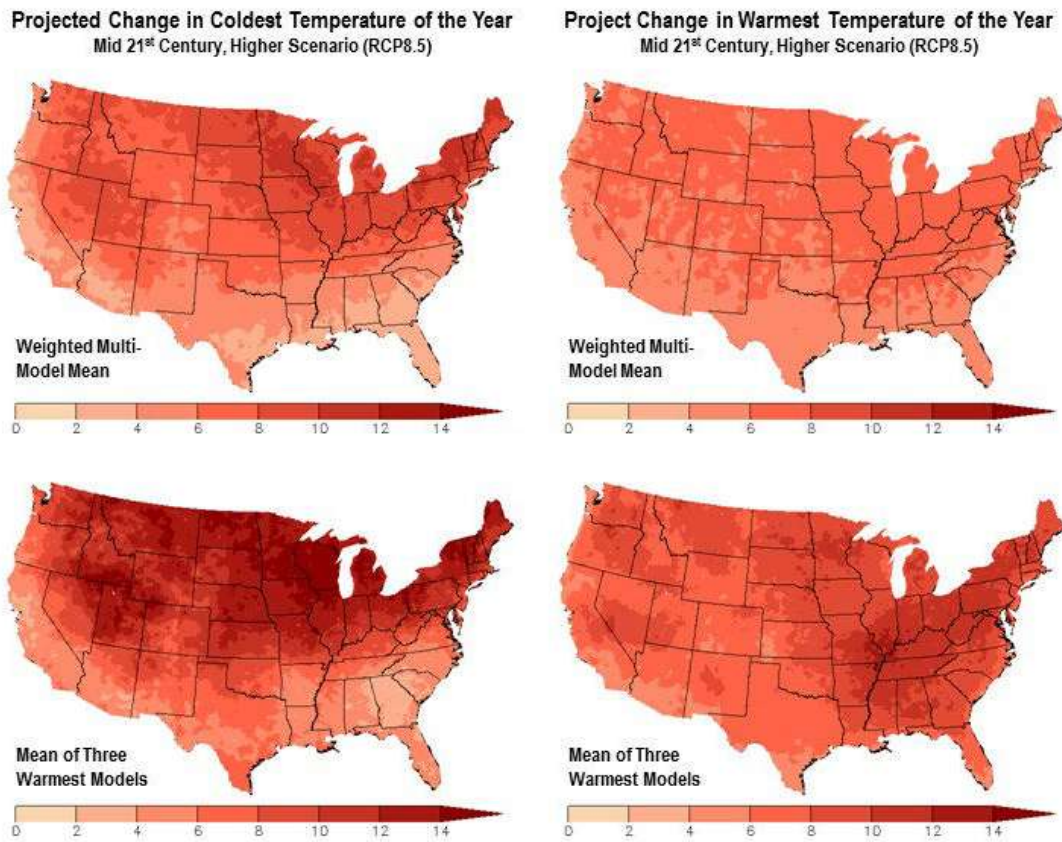 Projected Change in Coldest Temperature of the Year
Mid 21st Century, Higher Scenario (RCP8.5)
Weighted Multi-
Model Mean
0 2 4 6 8 10 12 14
Project Change in Warmest Temperature of the Year
Mid 21st Century, Higher Scenario (RCP8.5)
Weighted Multi-
Model Mean
0 2 4 6 8 10 12 14
Mean of Three
Warmest Models
0 2 4 6 8 10 12 14
Mean of Three
Warmest Models
0 2 4 6 8 10 12 14